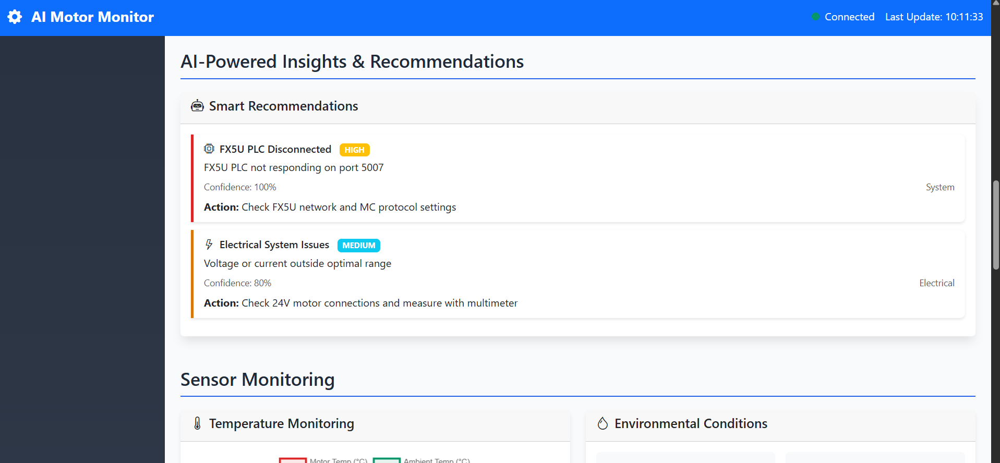 AI Motor Monitor
Connected Last Update: 10:11:33
AI-Powered Insights & Recommendations
Smart Recommendations
FX5U PLC Disconnected HIGH
FX5U PLC not responding on port 5007
Confidence: 100% System
Action: Check FX5U network and MC protocol settings
Electrical System Issues MEDIUM
Voltage or current outside optimal range
Confidence: 80% Electrical
Action: Check 24V motor connections and measure with multimeter
Sensor Monitoring
Temperature Monitoring
Environmental Conditions
Motor Temp (°C) Ambient Temp (°C)